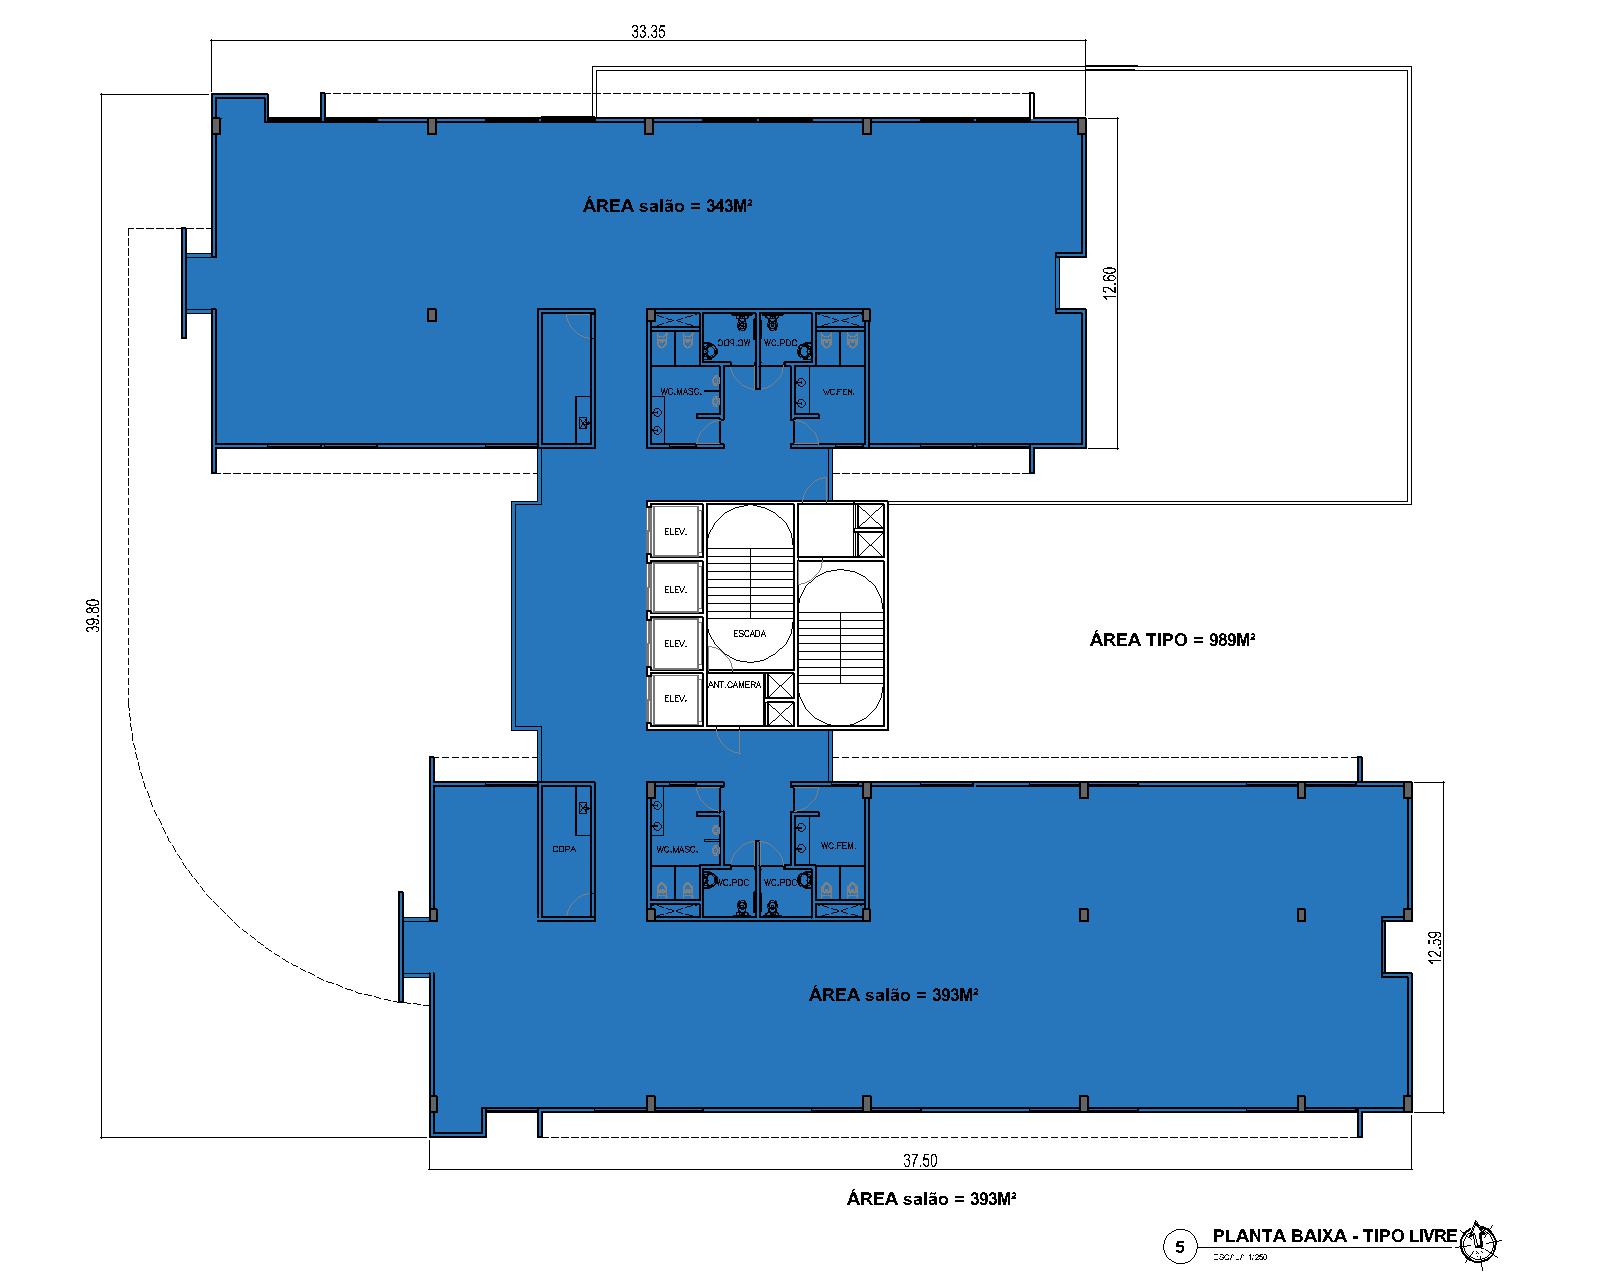 33.35
ÁREA salão = 343M²
12.60
WC.PDC
WC.PDC
WC.MASC.
WC.FEM.
ELEV.
ELEV.
39.80
ESCADA
ELEV.
ÁREA TIPO = 989M²
ANT.CAMERA
ELEV.
COPA
WC.MASC.
WC.FEM.
WC.PDC
WC.PDC
12.59
ÁREA salão = 393M²
37.50
ÁREA salão = 393M²
5
PLANTA BAIXA - TIPO LIVRE
ESCALA 1/250